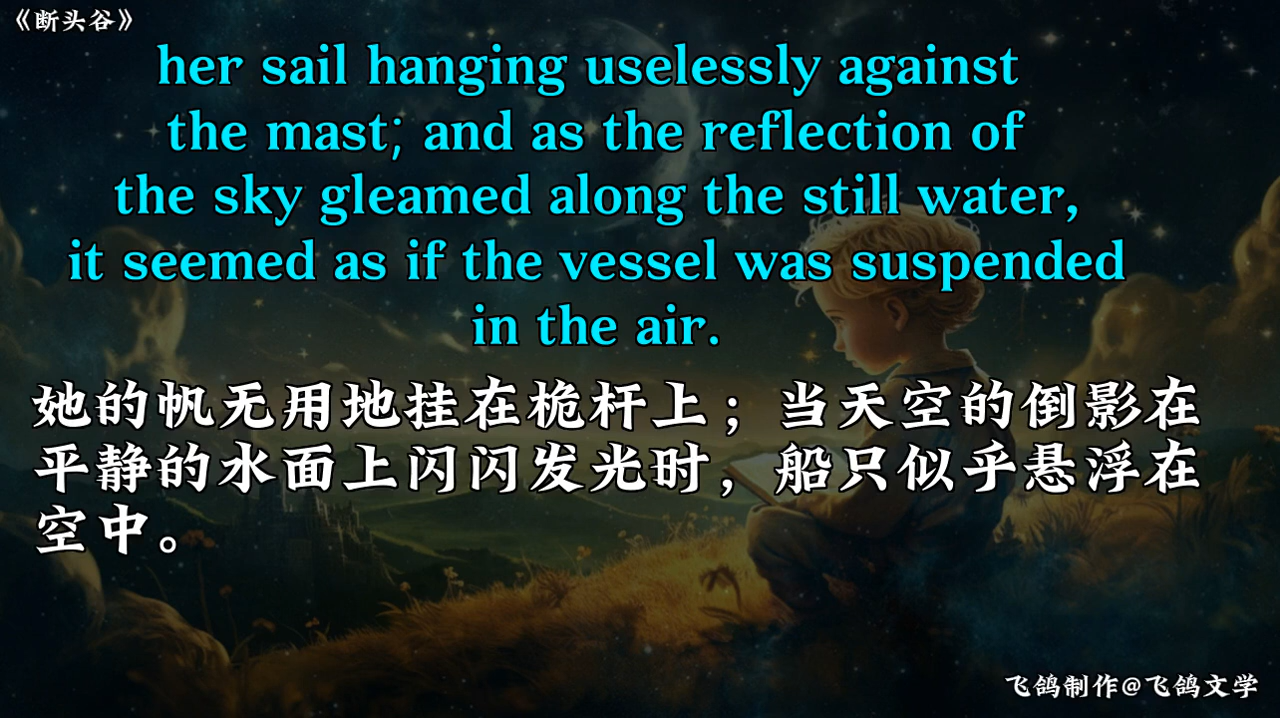 《断头谷》
her sail hanging uselessly against
the mast; and as the reflection of
the sky gleamed along the still water,
it seemed as if the vessel was suspended
in the air.
她的帆无用地挂在桅杆上；当天空的倒影在
平静的水面上闪闪发光时，船只似乎悬浮在
空中。
飞鸽制作@飞鸽文学